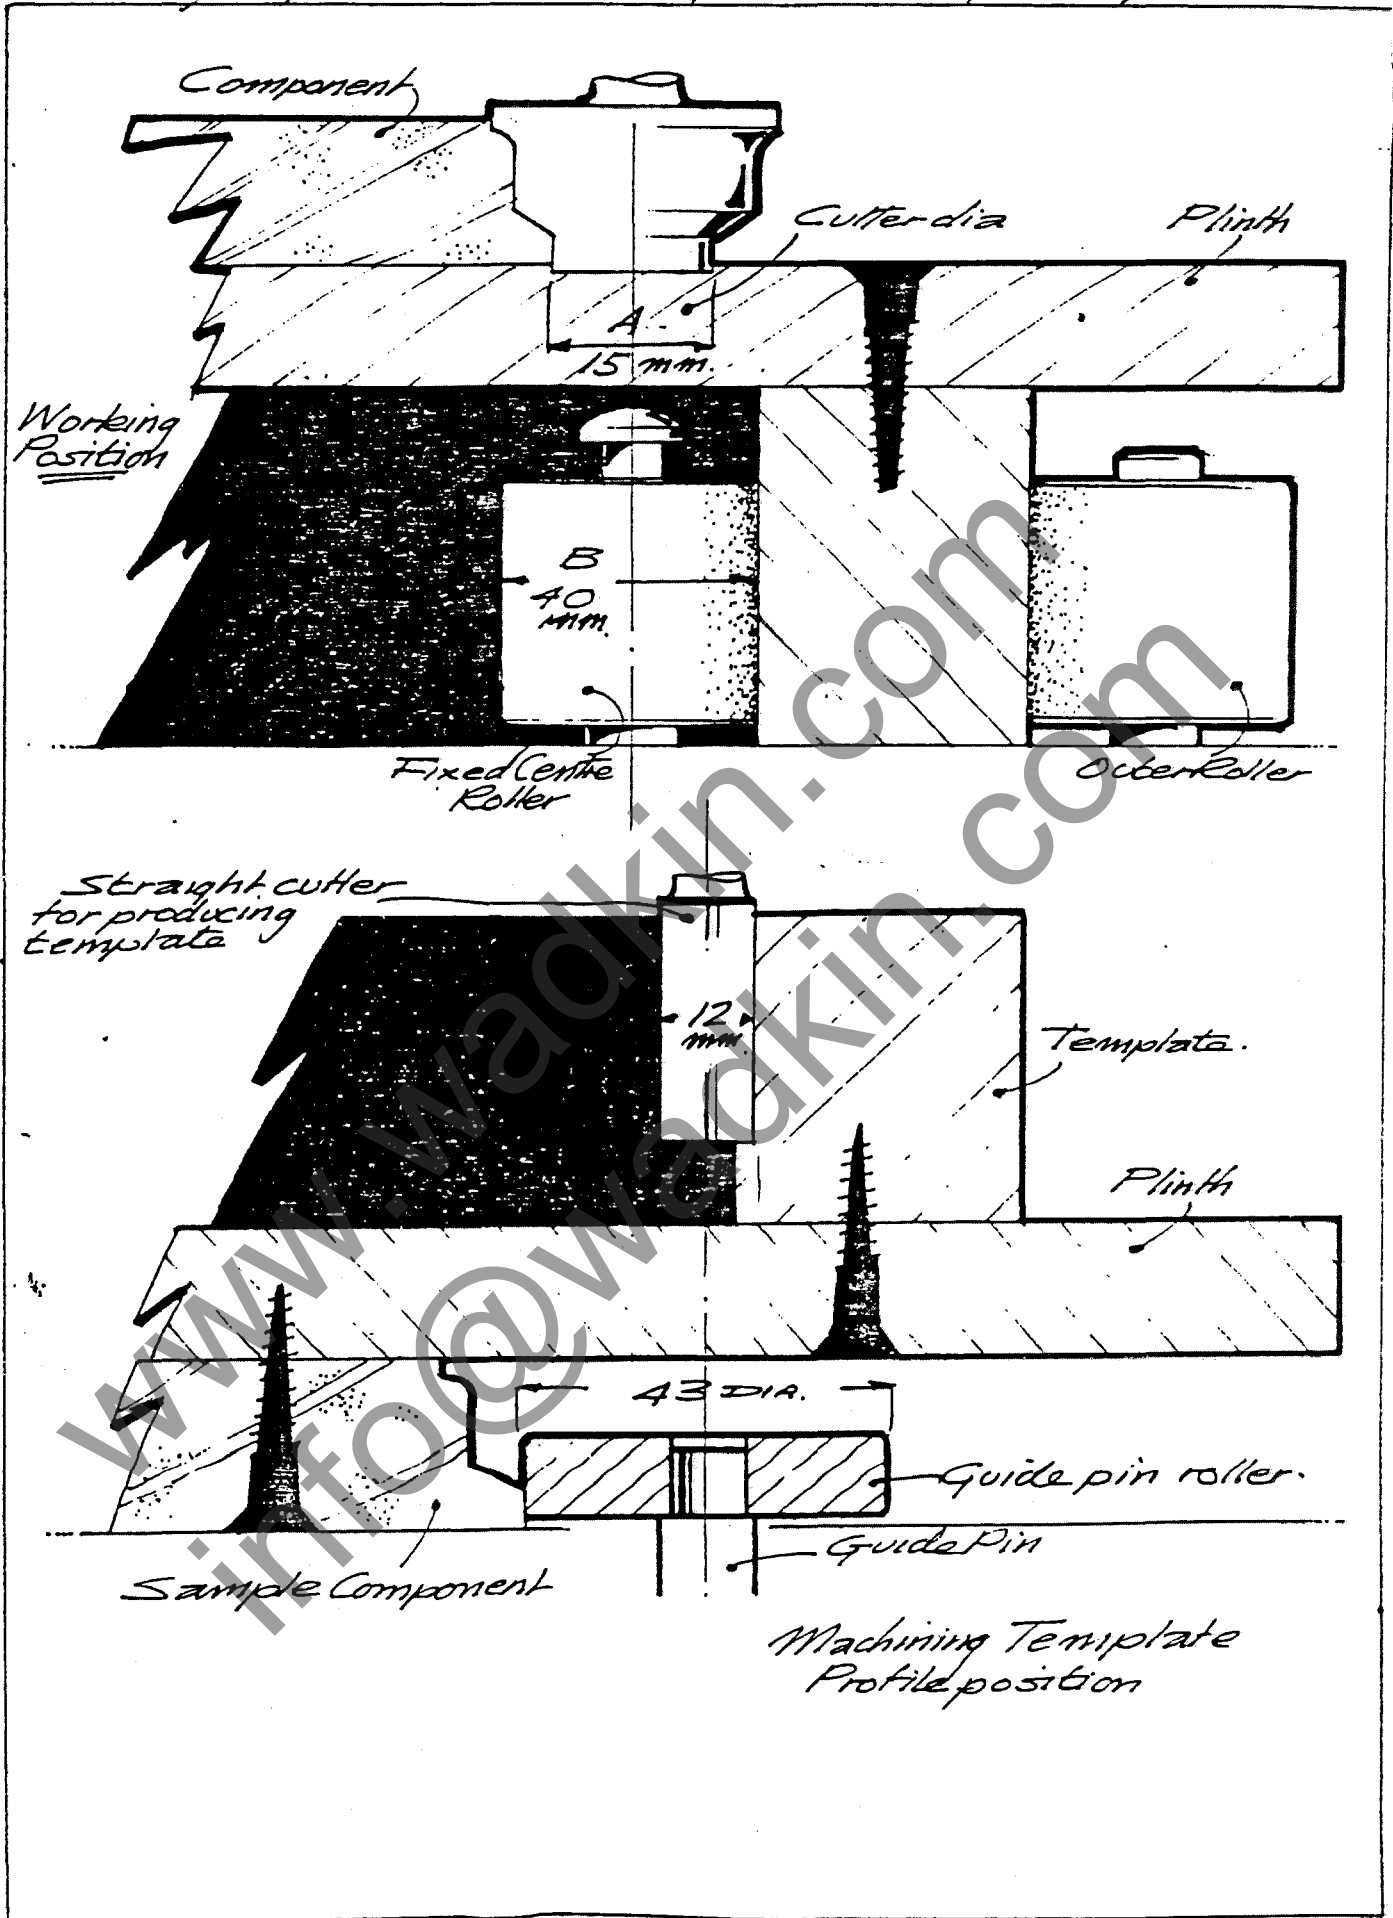 Component
Cutter dia
Plinth
A
15 mm.
Working
Position
B
40
mm.
Fixed Centre
Roller
Outer Roller
Straight cutter
for producing
template
12
mm.
Template.
Plinth
43 DIA.
Guide pin roller.
Guide Pin
Sample Component
Machining Template
Profile position
www.wadkin.com
info@wadkin.com